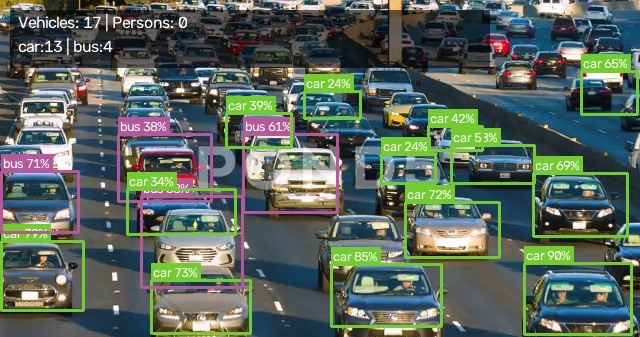 Vehicles: 17 | Persons: 0
car:13 | bus:4
car 65%
car 24%
car 39%
car 42%
bus 38%
bus 61%
car 53%
car 24%
bus 71%
car 69%
car 34%
car 72%
car 79%
car 90%
car 85%
car 73%